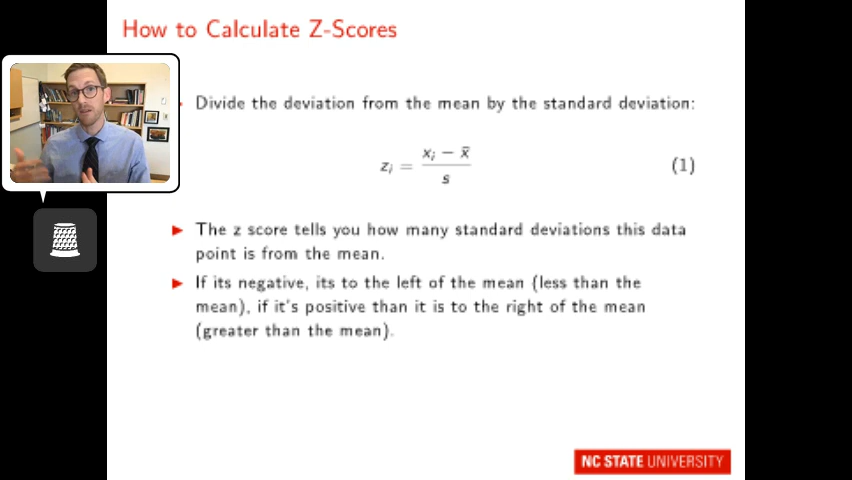 How to Calculate Z-Scores
Divide the deviation from the mean by the standard deviation:
zᵢ = (xᵢ − x̄) / s (1)
The z score tells you how many standard deviations this data
point is from the mean.
If its negative, its to the left of the mean (less than the
mean), if it's positive than it is to the right of the mean
(greater than the mean).
NC STATE UNIVERSITY